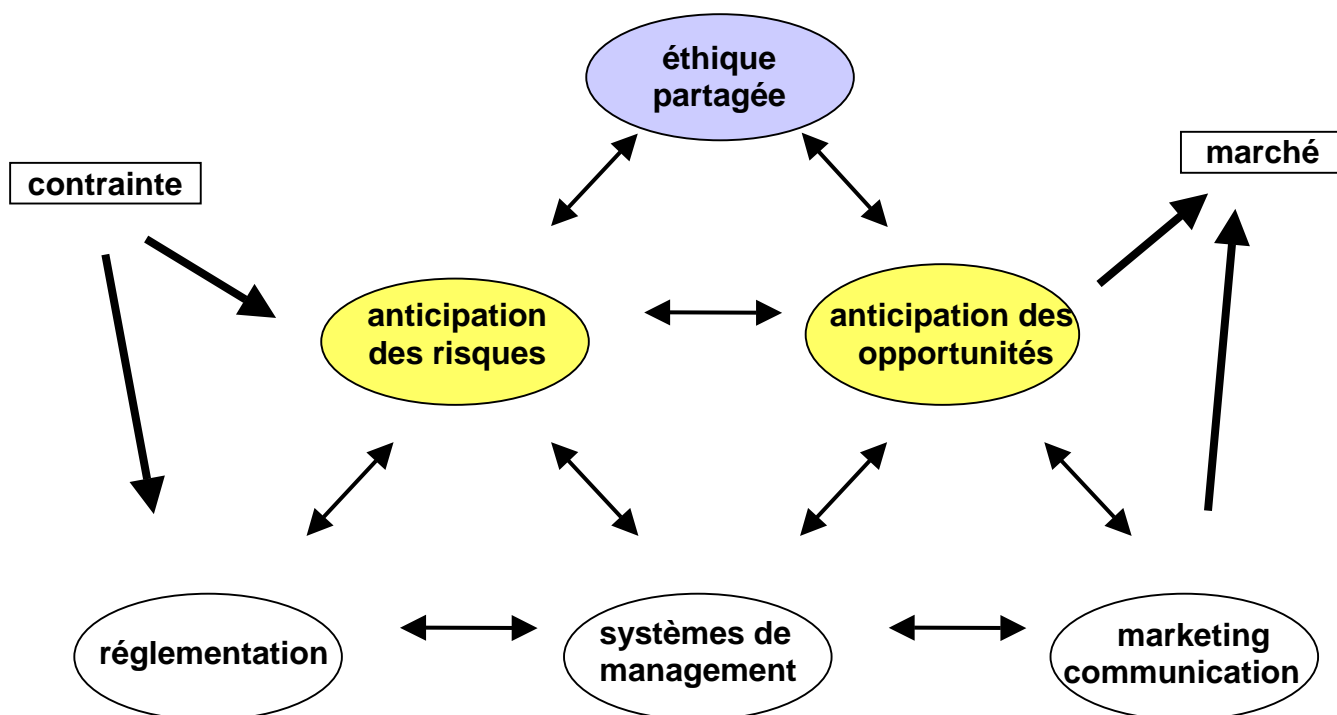 éthique
partagée
marché
contrainte
anticipation
des risques
anticipation des
opportunités
réglementation
systèmes de
management
marketing
communication